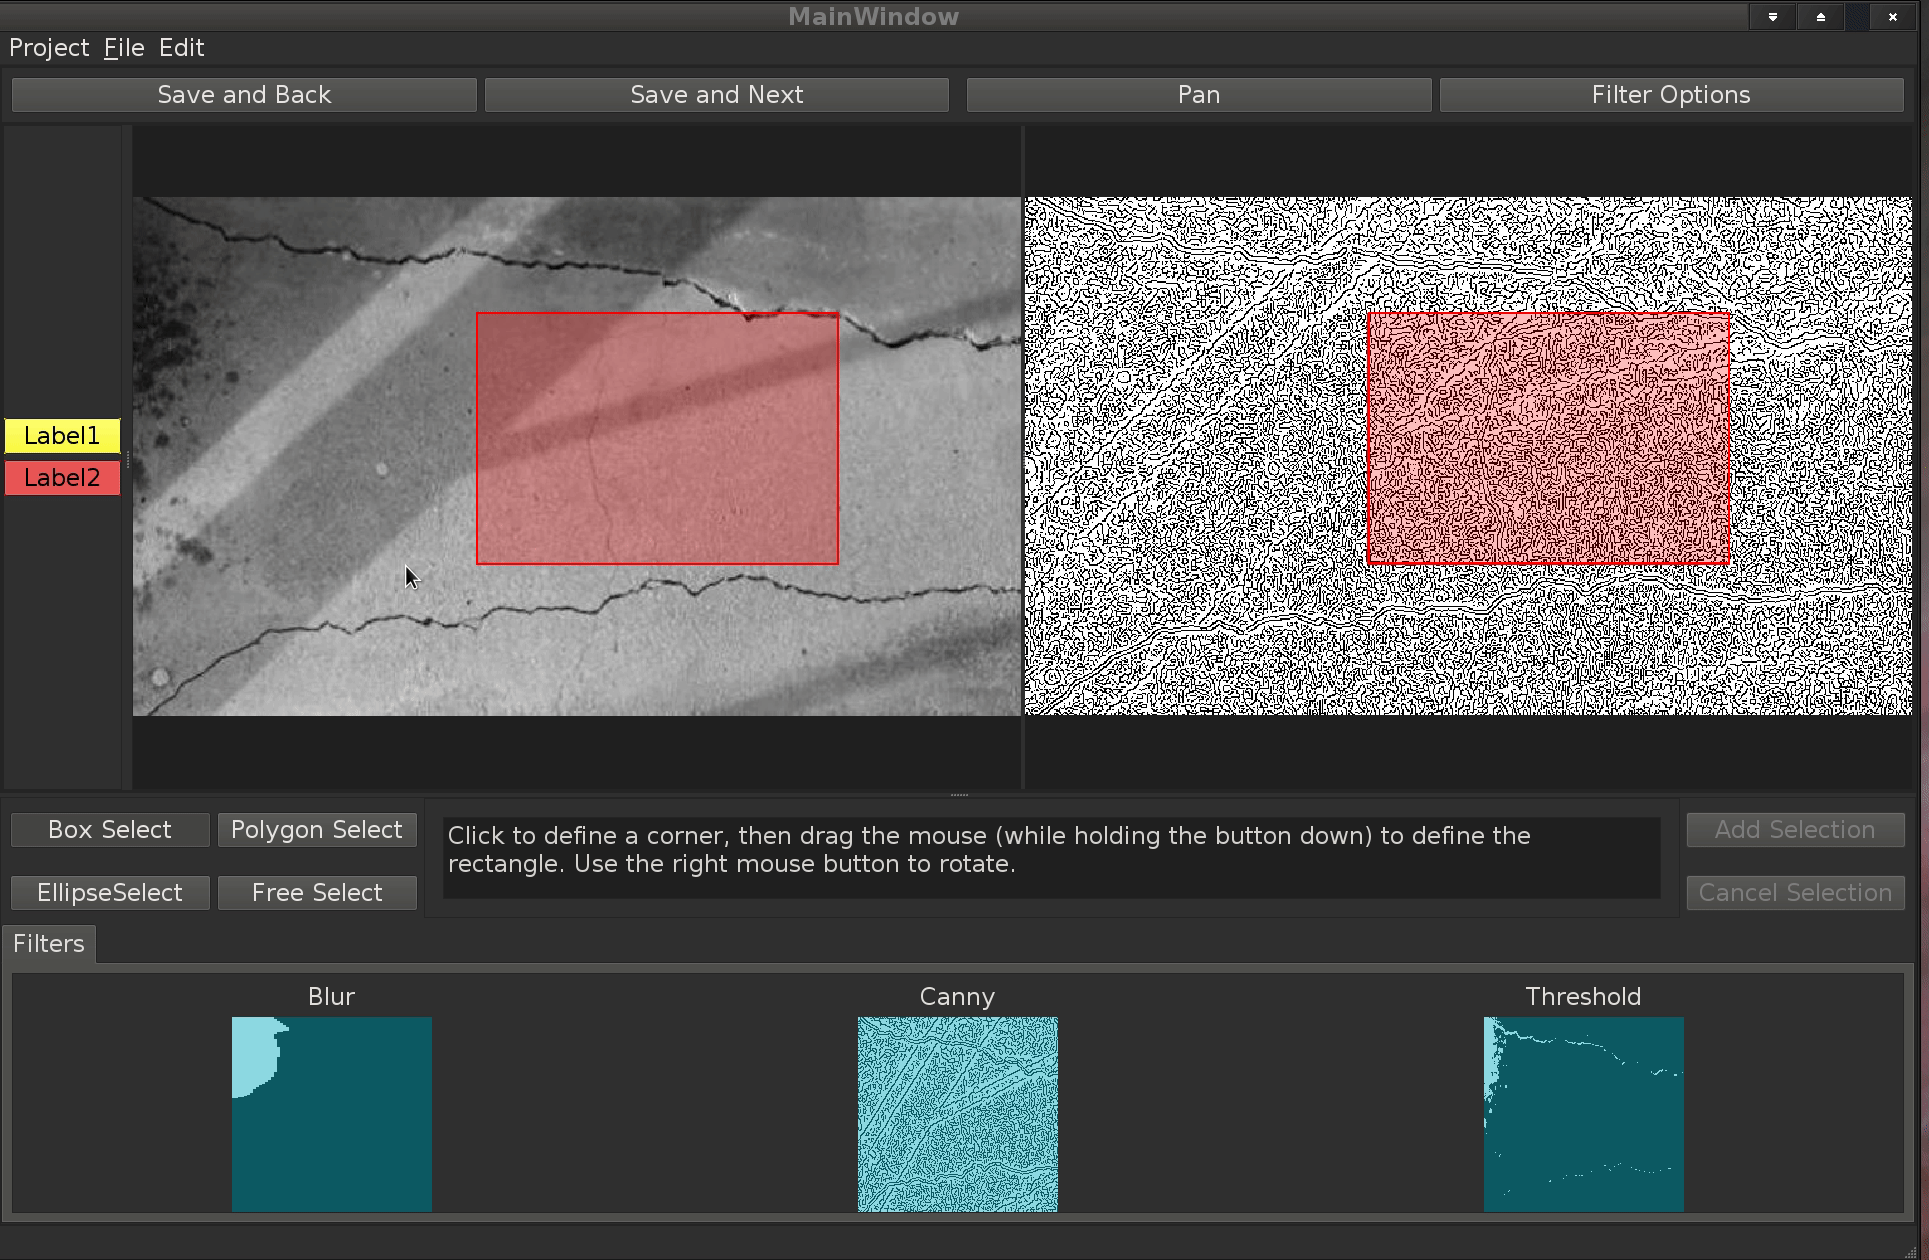 MainWindow
Project File Edit
Save and Back
Save and Next
Pan
Filter Options
Label1
Label2
Box Select
Polygon Select
EllipseSelect
Free Select
Click to define a corner, then drag the mouse (while holding the button down) to define the
rectangle. Use the right mouse button to rotate.
Add Selection
Cancel Selection
Filters
Blur
Canny
Threshold